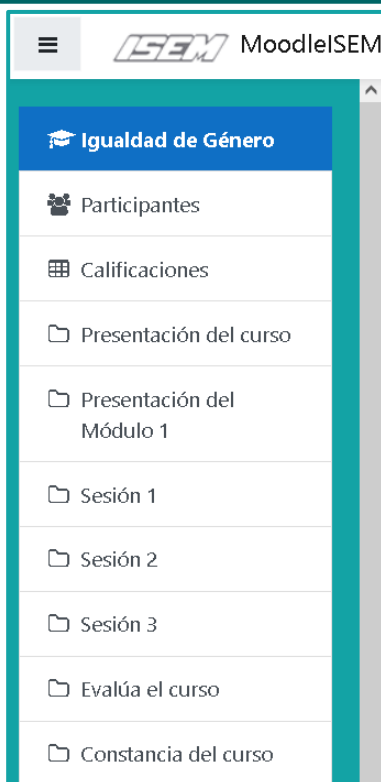 ISEM MoodleISEM
Igualdad de Género
Participantes
Calificaciones
Presentación del curso
Presentación del
Módulo 1
Sesión 1
Sesión 2
Sesión 3
Evalúa el curso
Constancia del curso